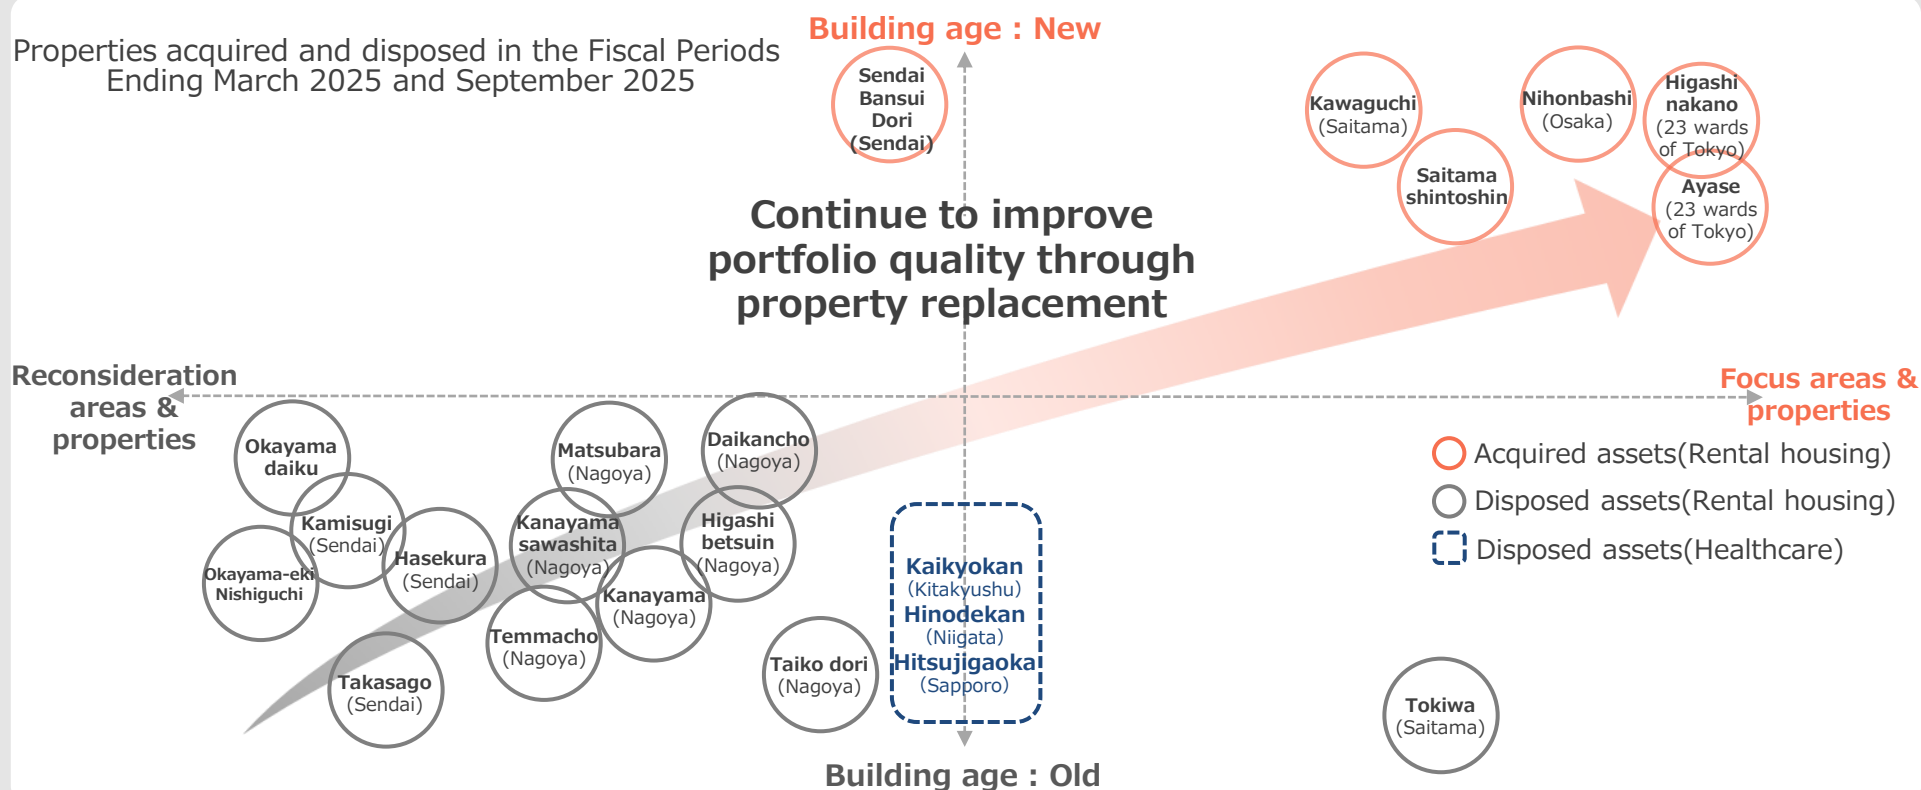 Properties acquired and disposed in the Fiscal Periods
Ending March 2025 and September 2025
Building age : New
Sendai
Bansui
Dori
(Sendai)
Kawaguchi
(Saitama)
Saitama
shintoshin
Nihonbashi
(Osaka)
Higashi
nakano
(23 wards
of Tokyo)
Ayase
(23 wards
of Tokyo)
Continue to improve
portfolio quality through
property replacement
Reconsideration
areas &
properties
Focus areas &
properties
Okayama
daiku
Kamisugi
(Sendai)
Okayama-eki
Nishiguchi
Hasekura
(Sendai)
Takasago
(Sendai)
Matsubara
(Nagoya)
Kanayama
sawashita
(Nagoya)
Temmacho
(Nagoya)
Kanayama
(Nagoya)
Daikancho
(Nagoya)
Higashi
betsuin
(Nagoya)
Taiko dori
(Nagoya)
Kaikyokan
(Kitakyushu)
Hinodekan
(Niigata)
Hitsujigaoka
(Sapporo)
Tokiwa
(Saitama)
Acquired assets(Rental housing)
Disposed assets(Rental housing)
Disposed assets(Healthcare)
Building age : Old